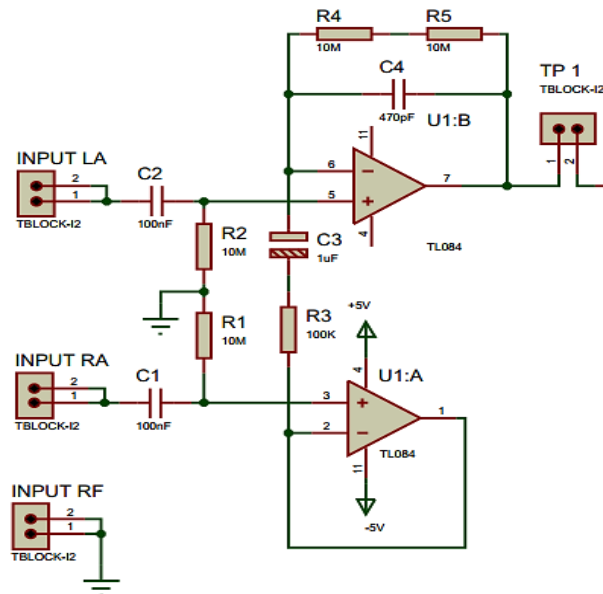 R4
10M
R5
10M
C4
470pF
TP 1
TBLOCK-I2
1
2
U1:B
11
6
5
7
4
TL084
INPUT LA
2
1
TBLOCK-I2
C2
100nF
R2
10M
C3
1uF
R1
10M
R3
100K
+5V
INPUT RA
2
1
TBLOCK-I2
C1
100nF
U1:A
4
3
2
1
11
TL084
-5V
INPUT RF
2
1
TBLOCK-I2